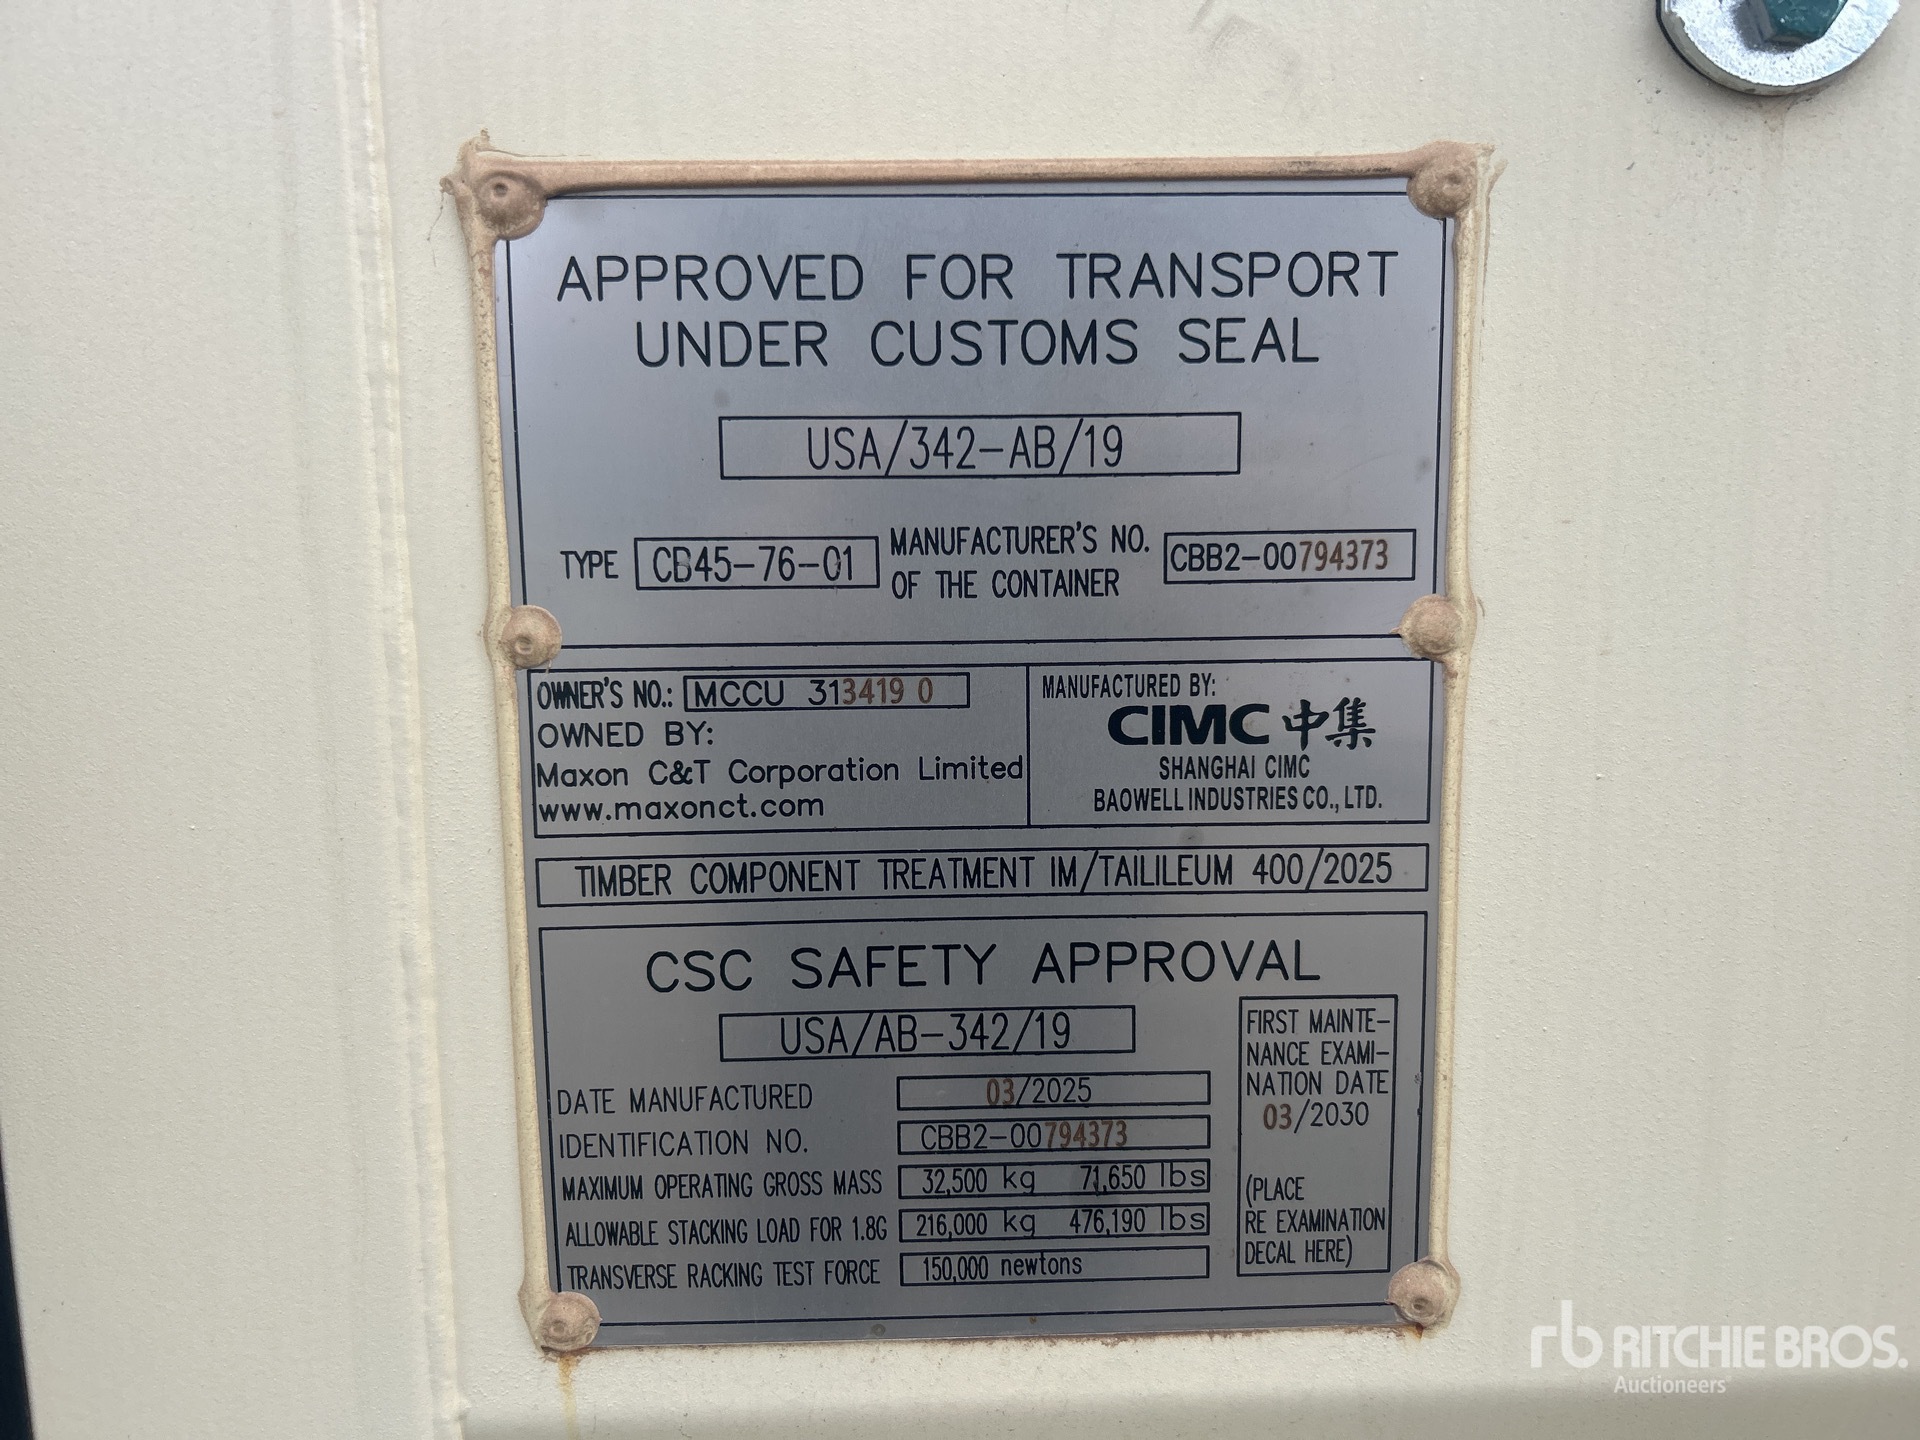 APPROVED FOR TRANSPORT
UNDER CUSTOMS SEAL
USA/342-AB/19
TYPE CB45-76-01 MANUFACTURER'S NO. OF THE CONTAINER CBB2-00794373
OWNER'S NO.: MCCU 313419 0
OWNED BY:
Maxon C&T Corporation Limited
www.maxonct.com
MANUFACTURED BY:
CIMC 中集
SHANGHAI CIMC
BAOWELL INDUSTRIES CO., LTD.
TIMBER COMPONENT TREATMENT IM/TAILILEUM 400/2025
CSC SAFETY APPROVAL
USA/AB-342/19
DATE MANUFACTURED 03/2025
IDENTIFICATION NO. CBB2-00794373
MAXIMUM OPERATING GROSS MASS 32,500 kg 71,650 lbs
ALLOWABLE STACKING LOAD FOR 1.8G 216,000 kg 476,190 lbs
TRANSVERSE RACKING TEST FORCE 150,000 newtons
FIRST MAINTE-
NANCE EXAMI-
NATION DATE
03/2030
(PLACE
RE EXAMINATION
DECAL HERE)
rb RITCHIE BROS.
Auctioneers